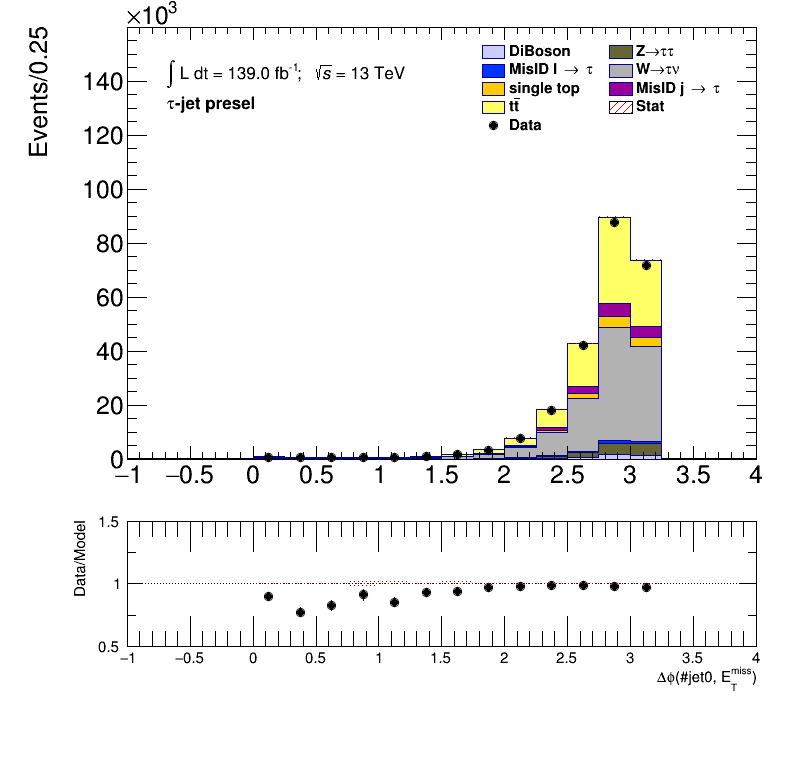 ×10³
Events/0.25
140
120
100
80
60
40
20
0
∫ L dt = 139.0 fb⁻¹; √s = 13 TeV
τ-jet presel
DiBoson
MisID l → τ
single top
tt̄
Data
Z→ττ
W→τν
MisID j → τ
Stat
−1 −0.5 0 0.5 1 1.5 2 2.5 3 3.5 4
Data/Model
1.5
1
0.5
−1 −0.5 0 0.5 1 1.5 2 2.5 3 3.5 4
Δϕ(#jet0, E_T^miss)